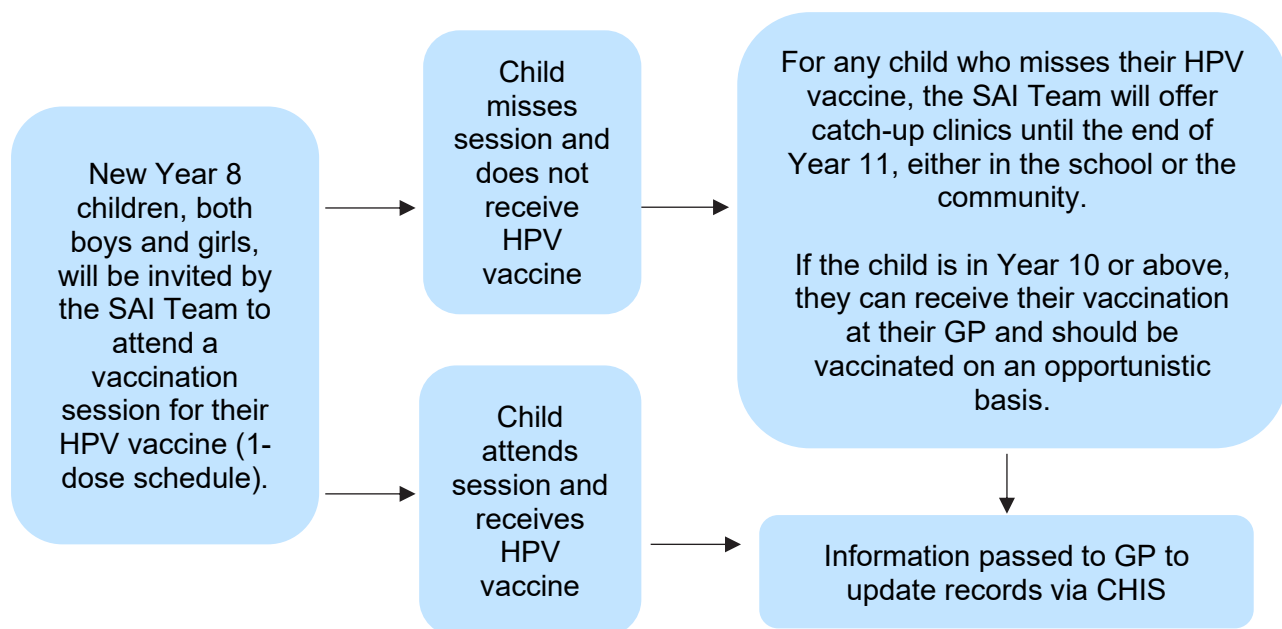 New Year 8
children, both
boys and girls,
will be invited by
the SAI Team to
attend a
vaccination
session for their
HPV vaccine (1-
dose schedule).
Child
misses
session and
does not
receive
HPV
vaccine
For any child who misses their HPV
vaccine, the SAI Team will offer
catch-up clinics until the end of
Year 11, either in the school or the
community.
If the child is in Year 10 or above,
they can receive their vaccination
at their GP and should be
vaccinated on an opportunistic
basis.
Child
attends
session and
receives
HPV
vaccine
Information passed to GP to
update records via CHIS